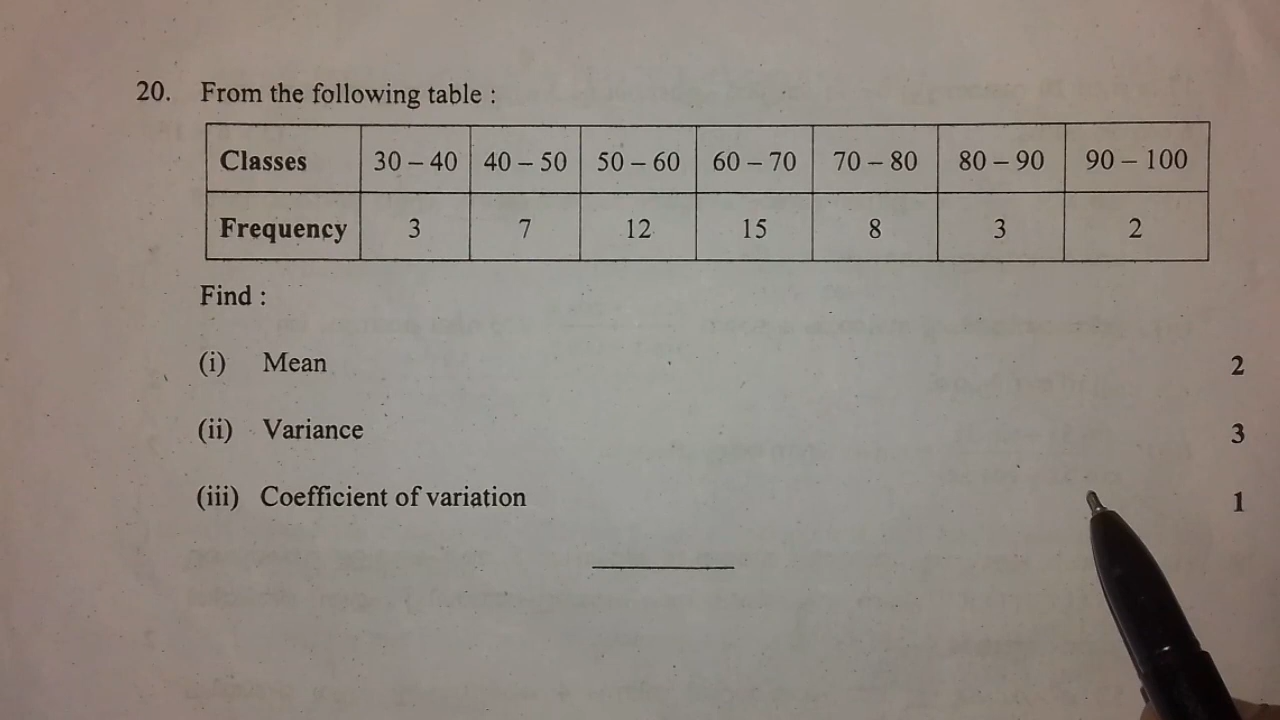 20. From the following table :
Classes 30 – 40 40 – 50 50 – 60 60 – 70 70 – 80 80 – 90 90 – 100
Frequency 3 7 12 15 8 3 2
Find :
(i) Mean 2
(ii) Variance 3
(iii) Coefficient of variation 1